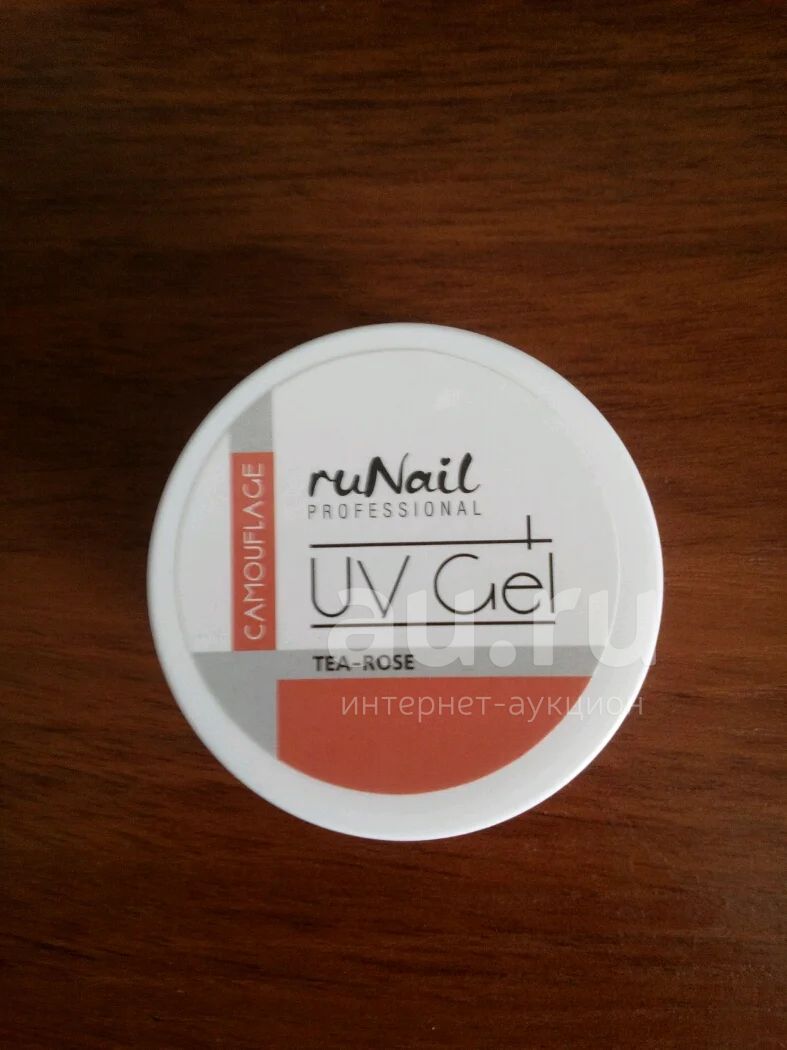 ruNail
PROFESSIONAL
CAMOUFLAGE
UV Gel
TEA-ROSE
au.ru
интернет-аукцион